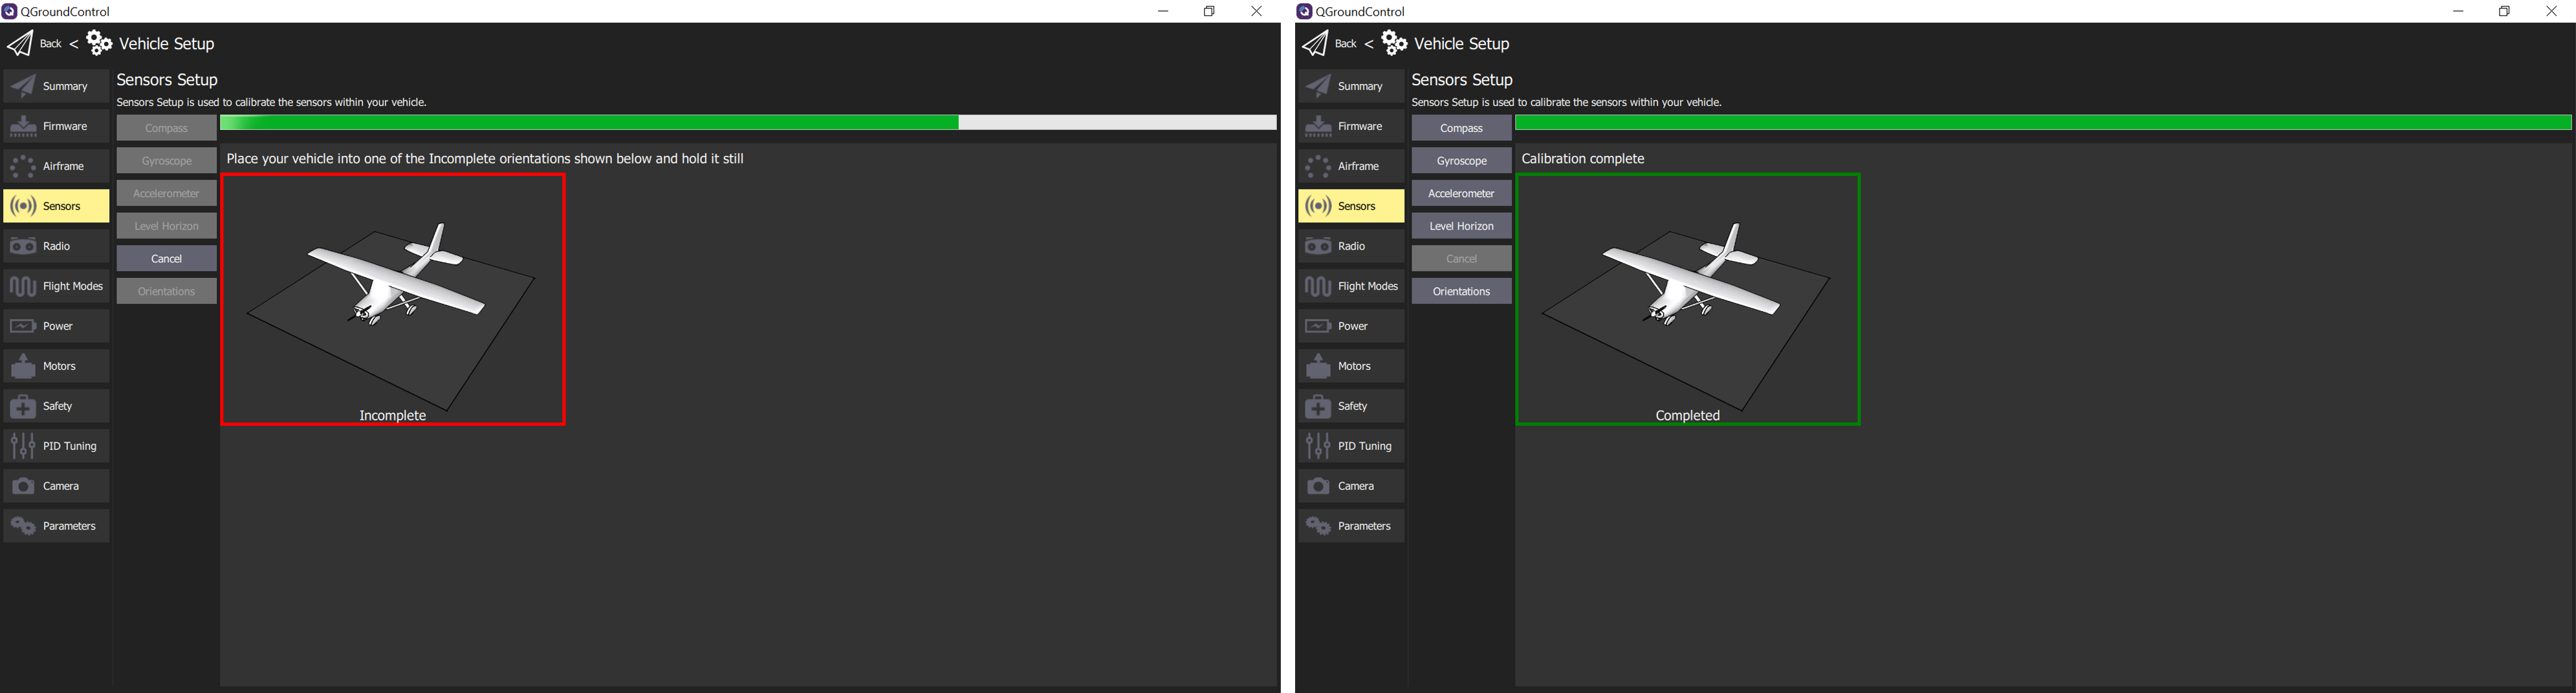 QGroundControl
Back < Vehicle Setup
Summary
Firmware
Airframe
Sensors
Radio
Flight Modes
Power
Motors
Safety
PID Tuning
Camera
Parameters
Sensors Setup
Sensors Setup is used to calibrate the sensors within your vehicle.
Compass
Gyroscope
Accelerometer
Level Horizon
Cancel
Orientations
Place your vehicle into one of the Incomplete orientations shown below and hold it still
Incomplete
QGroundControl
Back < Vehicle Setup
Summary
Firmware
Airframe
Sensors
Radio
Flight Modes
Power
Motors
Safety
PID Tuning
Camera
Parameters
Sensors Setup
Sensors Setup is used to calibrate the sensors within your vehicle.
Compass
Gyroscope
Accelerometer
Level Horizon
Cancel
Orientations
Calibration complete
Completed